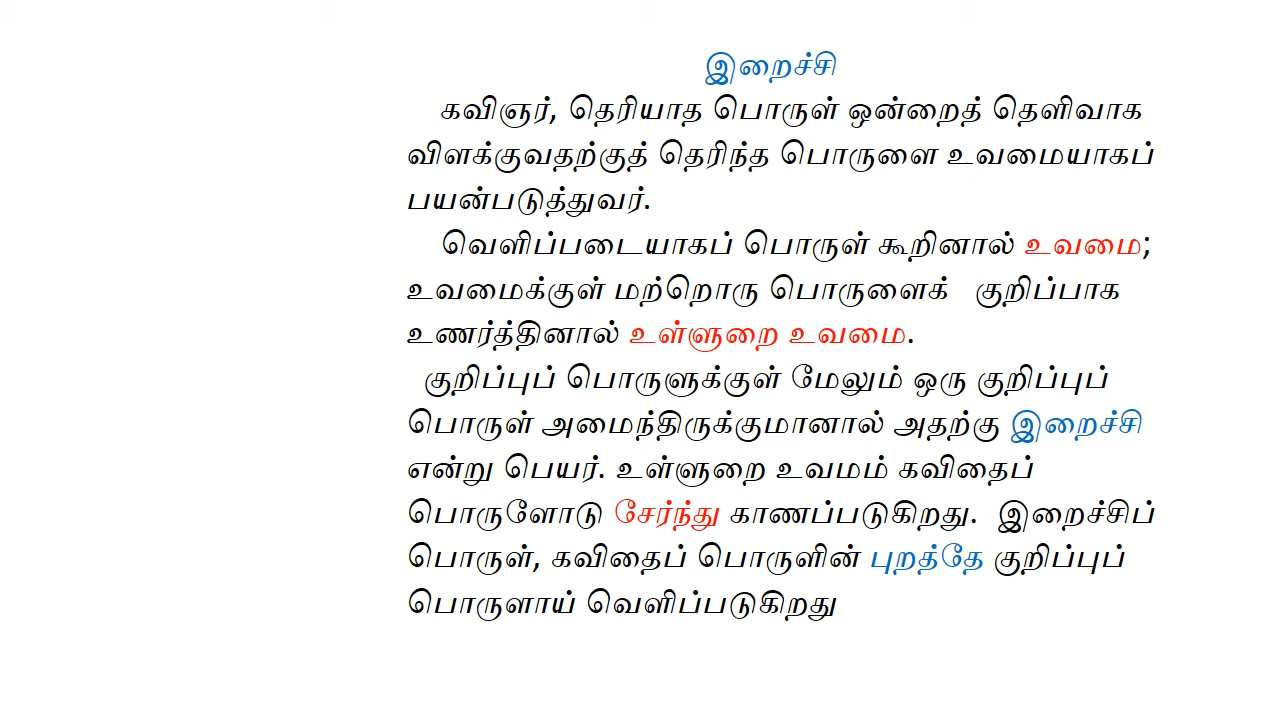 இறைச்சி
கவிஞர், தெரியாத பொருள் ஒன்றைத் தெளிவாக
விளக்குவதற்குத் தெரிந்த பொருளை உவமையாகப்
பயன்படுத்துவர்.
வெளிப்படையாகப் பொருள் கூறினால் உவமை;
உவமைக்குள் மற்றொரு பொருளைக் குறிப்பாக
உணர்த்தினால் உள்ளுறை உவமை.
குறிப்புப் பொருளுக்குள் மேலும் ஒரு குறிப்புப்
பொருள் அமைந்திருக்குமானால் அதற்கு இறைச்சி
என்று பெயர். உள்ளுறை உவமம் கவிதைப்
பொருளோடு சேர்ந்து காணப்படுகிறது. இறைச்சிப்
பொருள், கவிதைப் பொருளின் புறத்தே குறிப்புப்
பொருளாய் வெளிப்படுகிறது